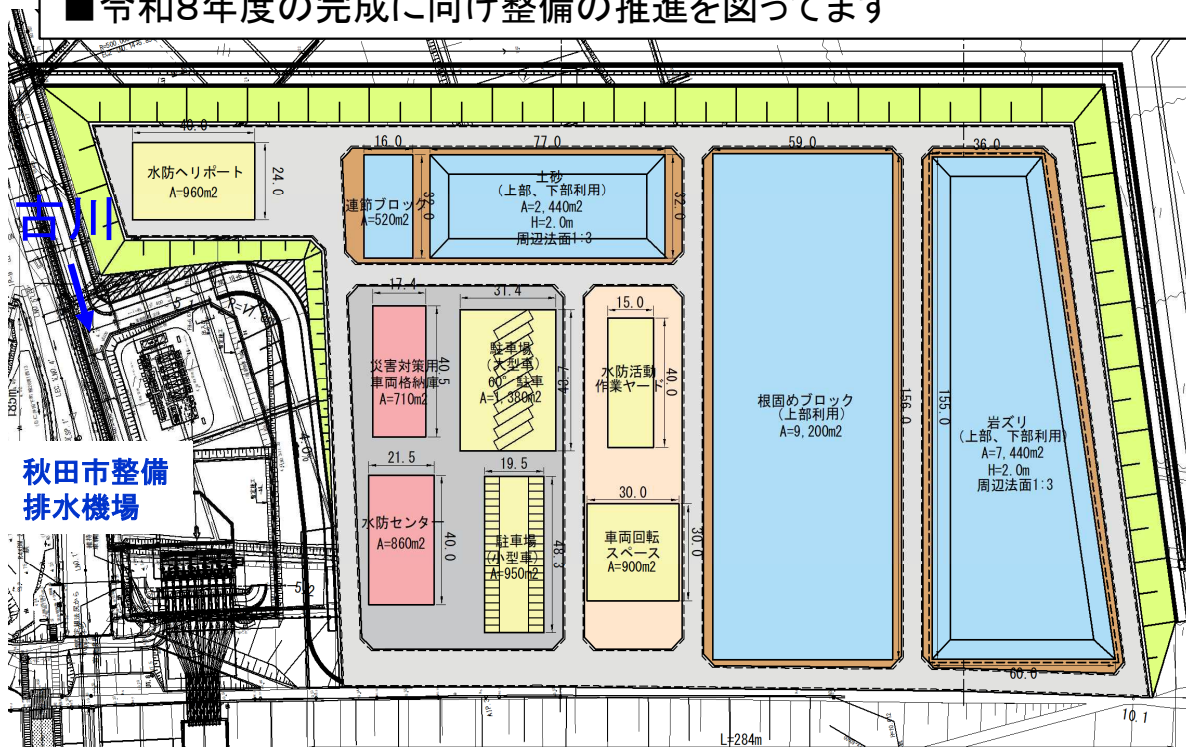 ■令和8年度の完成に向け整備の推進を図ってます
水防ヘリポート
A=960m2
24.0
16.0
77.0
59.0
36.0
連節ブロック
A=520m2
32.0
土砂
(上部、下部利用)
A=2,440m2
H=2.0m
周辺法面1:3
32.0
古川
17.4
31.4
15.0
災害対策用
車両格納庫
A=710m2
40.5
駐車場
(大型車)
60°駐車
A=1,380m2
43.7
水防活動
作業ヤード
40.0
根固めブロック
(上部利用)
A=9,200m2
156.0
155.0
岩ズリ
(上部、下部利用)
A=7,440m2
H=2.0m
周辺法面1:3
秋田市整備
排水機場
21.5
19.5
30.0
水防センター
A=860m2
40.0
駐車場
(小型車)
A=950m2
48.3
車両回転
スペース
A=900m2
30.0
60.0
10.1
L=284m